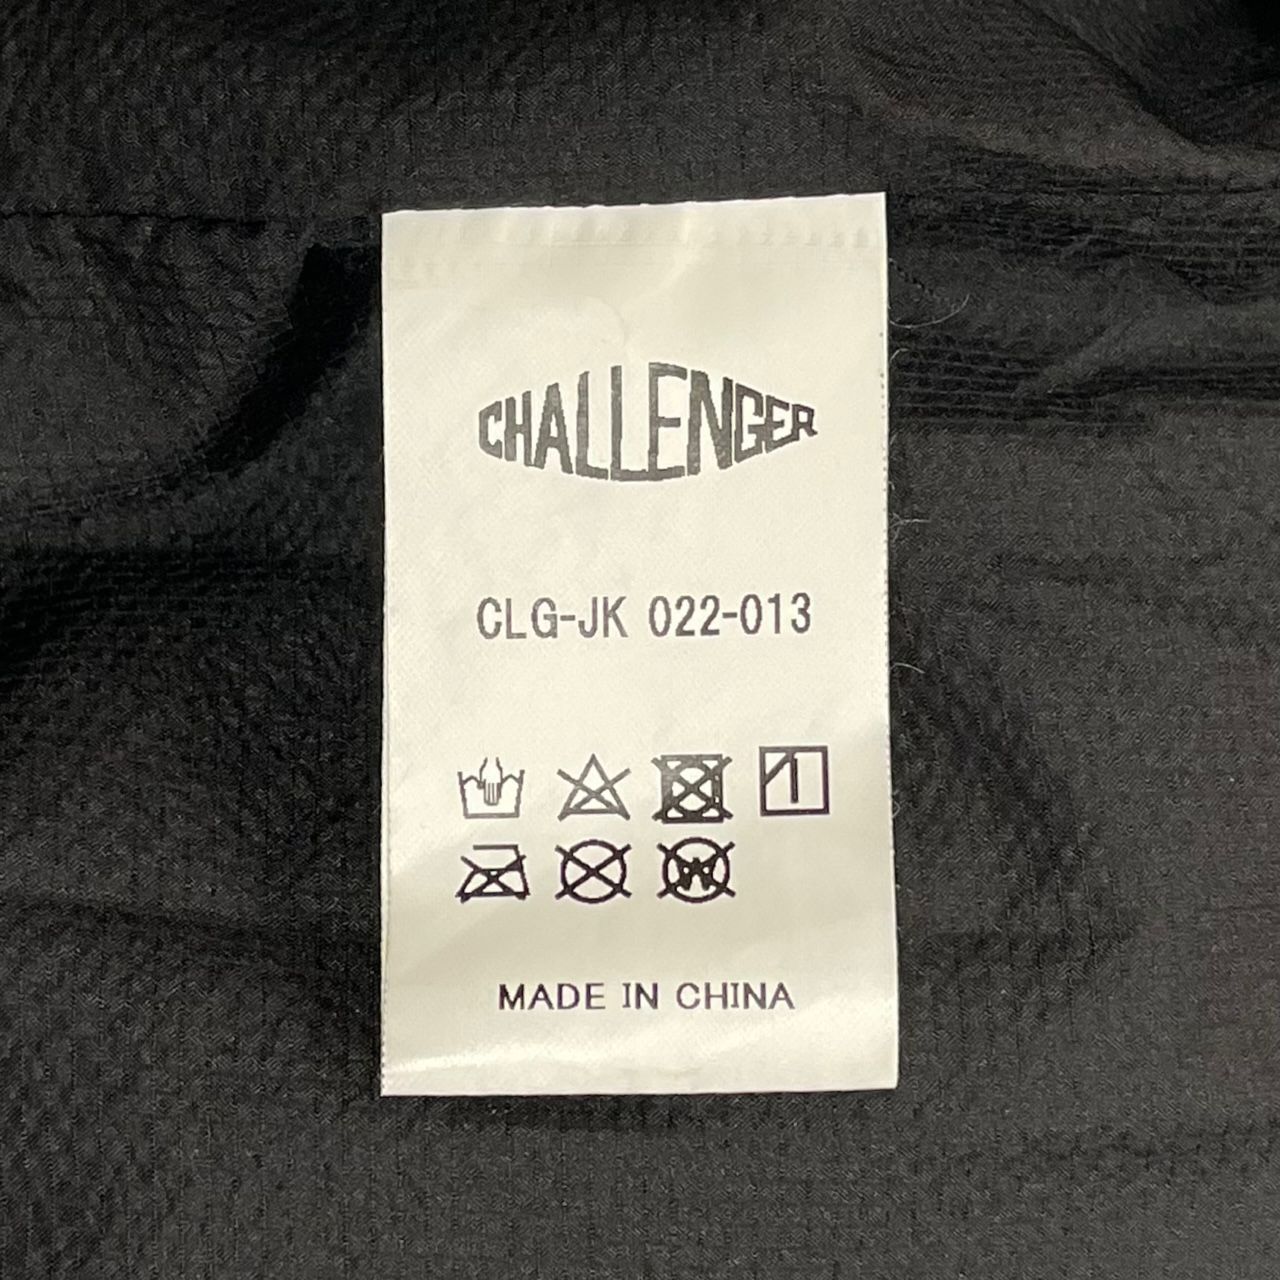 CHALLENGER
CLG-JK 022-013
MADE IN CHINA